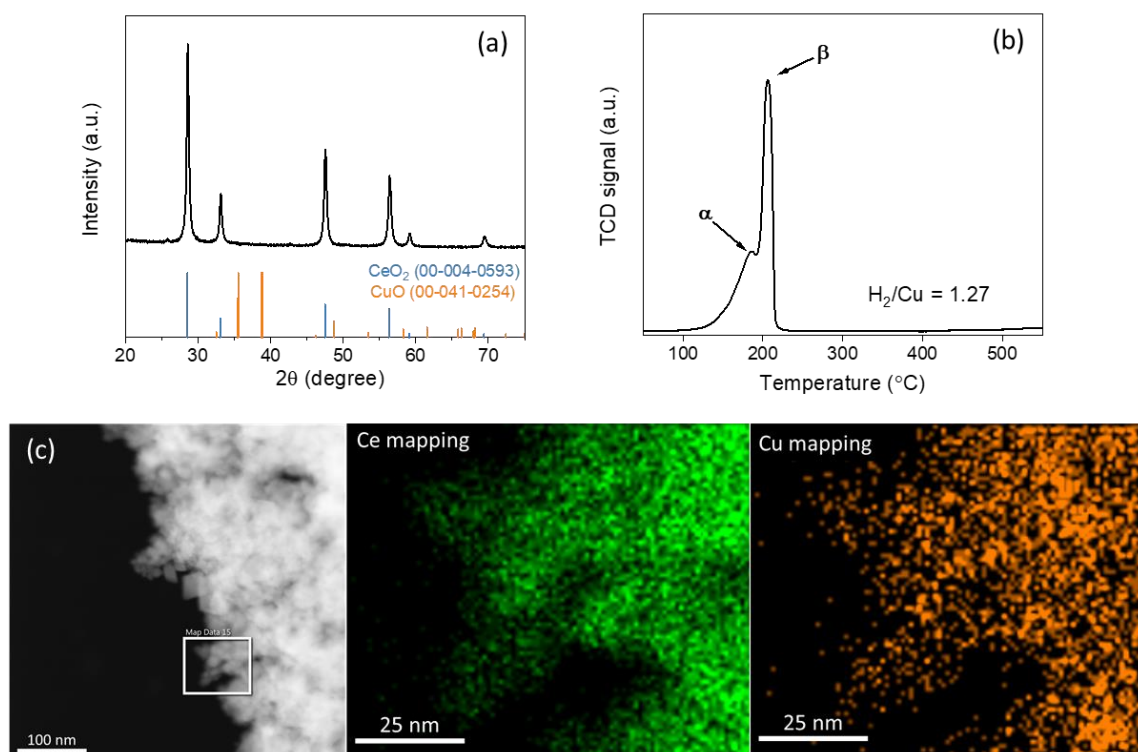 (a)
Intensity (a.u.)
CeO₂ (00-004-0593)
CuO (00-041-0254)
20 30 40 50 60 70
2θ (degree)
(b)
β
α
TCD signal (a.u.)
H₂/Cu = 1.27
100 200 300 400 500
Temperature (°C)
(c)
Map Data 15
100 nm
Ce mapping
25 nm
Cu mapping
25 nm